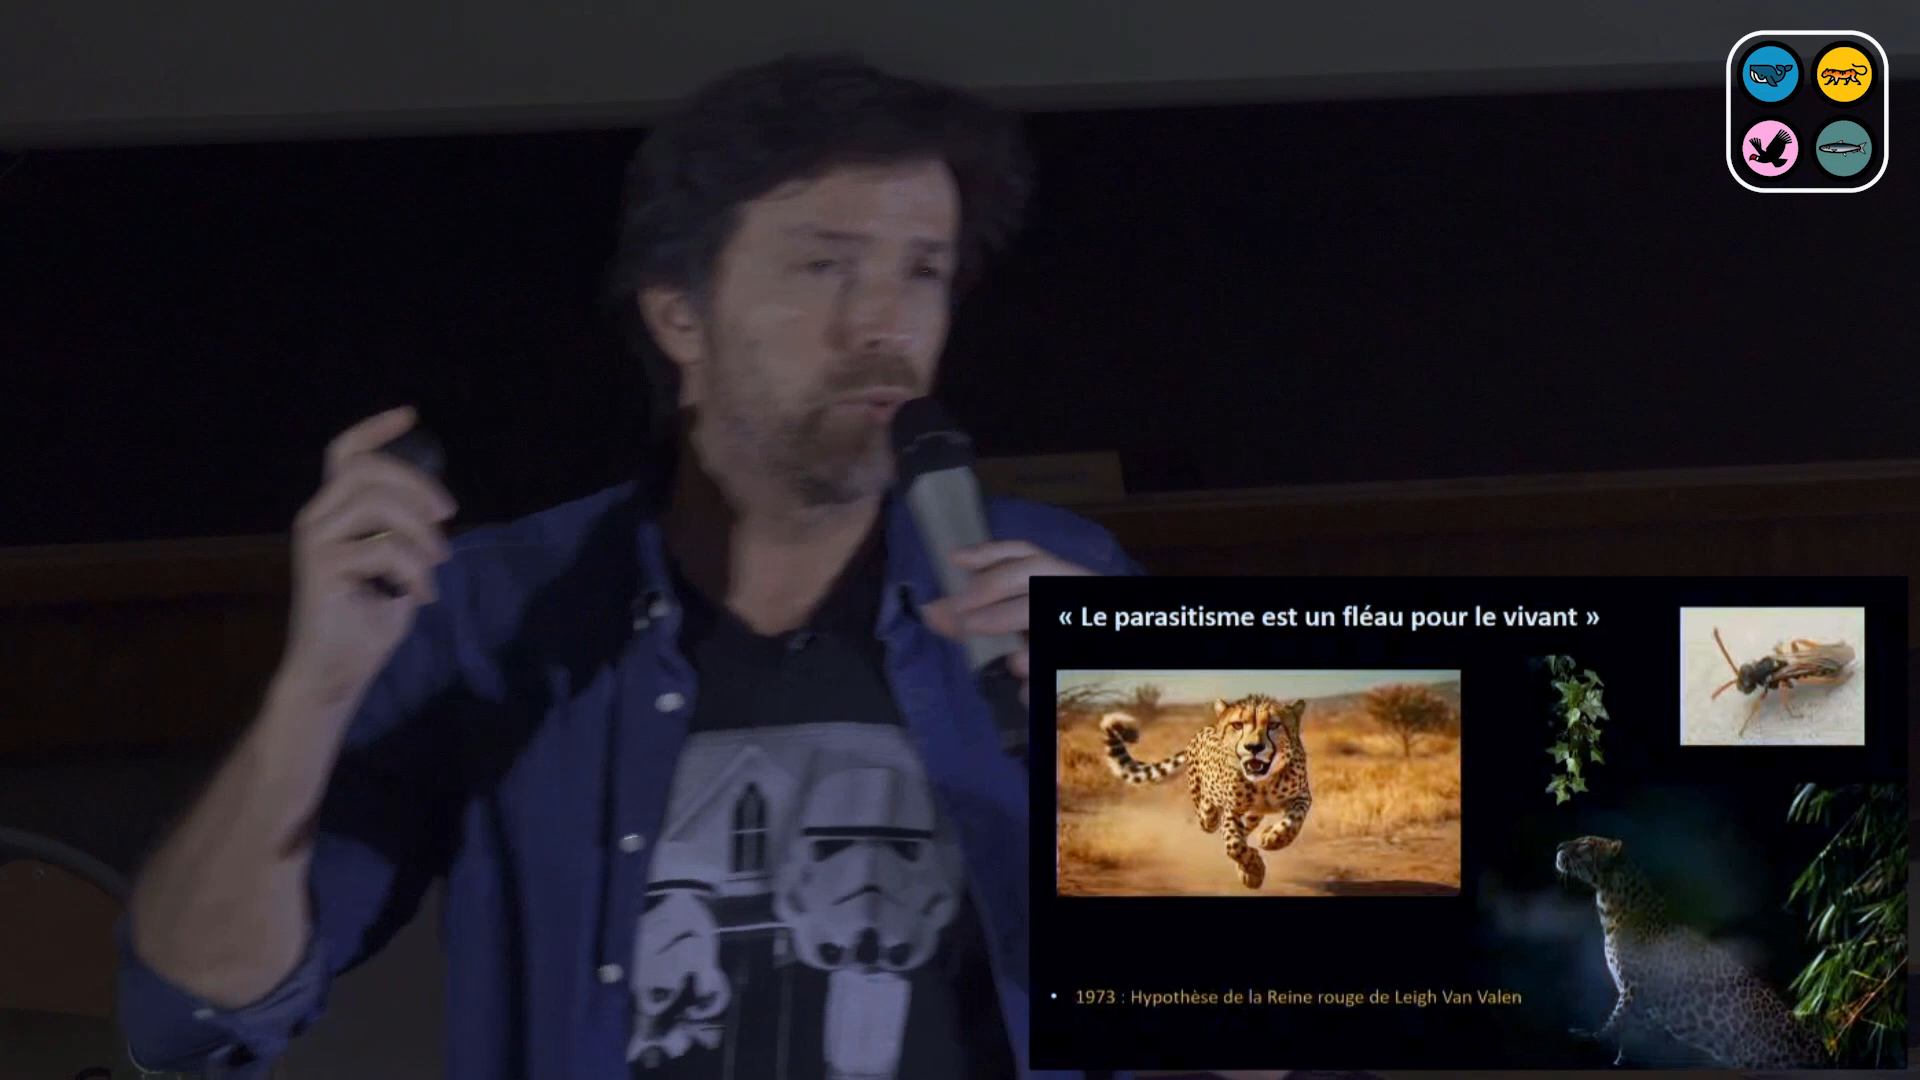 « Le parasitisme est un fléau pour le vivant »
• 1973 : Hypothèse de la Reine rouge de Leigh Van Valen